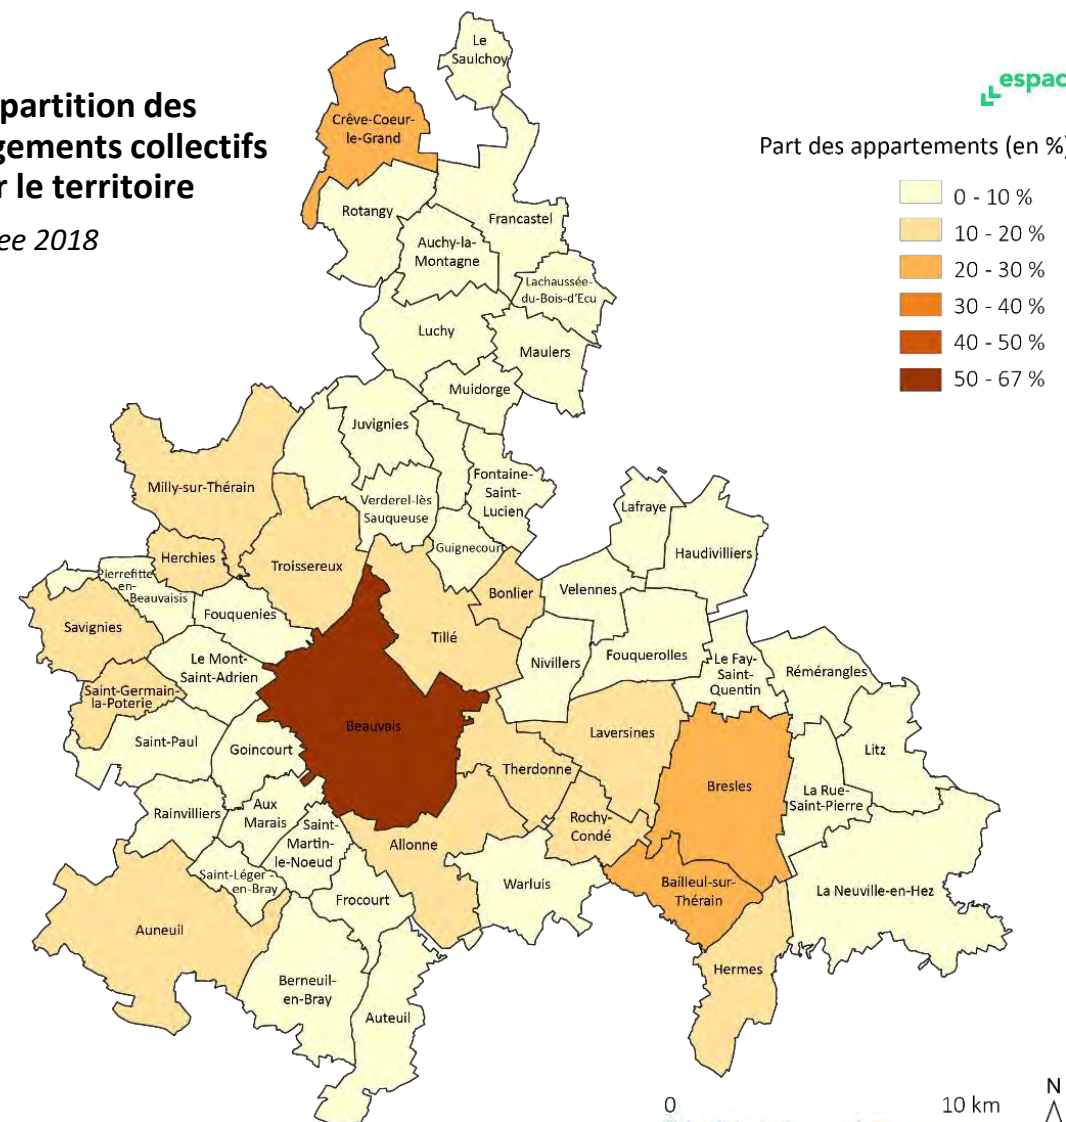 partition des
gements collectifs
r le territoire
ee 2018
espac
Part des appartements (en %)
0 - 10 %
10 - 20 %
20 - 30 %
30 - 40 %
40 - 50 %
50 - 67 %
Le
Saulchoy
Crêve-Coeur-
le-Grand
Rotangy
Francastel
Auchy-la-
Montagne
Lachaussée-
du-Bois-d'Ecu
Luchy
Maulers
Muidorge
Juvignies
Milly-sur-Thérain
Fontaine-
Saint-
Lucien
Verderel-lès
Sauqueuse
Lafraye
Guignecourt
Haudivilliers
Herchies
Troissereux
Pierrefitte-
en-
Beauvaisis
Bonlier
Velennes
Fouquenies
Savignies
Tillé
Le Mont-
Saint-Adrien
Nivillers
Fouquerolles
Le Fay-
Saint-
Quentin
Rémérangles
Saint-Germain-
la-Poterie
Beauvais
Laversines
Saint-Paul
Goincourt
Litz
Therdonne
Bresles
La Rue-
Saint-Pierre
Rainvilliers
Aux
Marais
Saint-
Martin-
le-Noeud
Rochy-
Condé
Allonne
Saint-Léger-
en-Bray
Warluis
Bailleul-sur-
Thérain
La Neuville-en-Hez
Frocourt
Auneuil
Hermes
Berneuil-
en-Bray
Auteuil
0
10 km
N